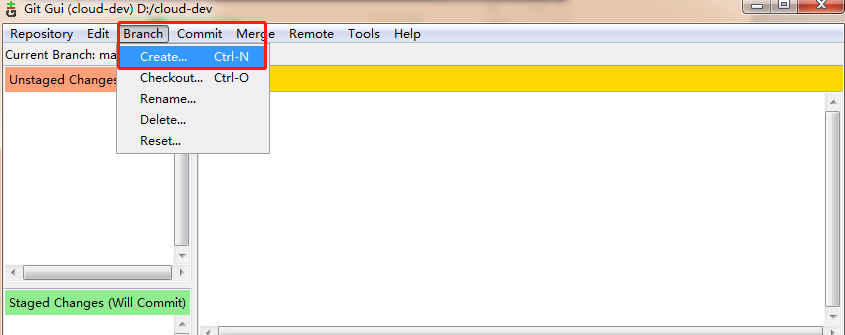 Git Gui (cloud-dev) D:/cloud-dev
Repository Edit Branch Commit Merge Remote Tools Help
Current Branch: ma
Create... Ctrl-N
Unstaged Changes
Checkout... Ctrl-O
Rename...
Delete...
Reset...
Staged Changes (Will Commit)